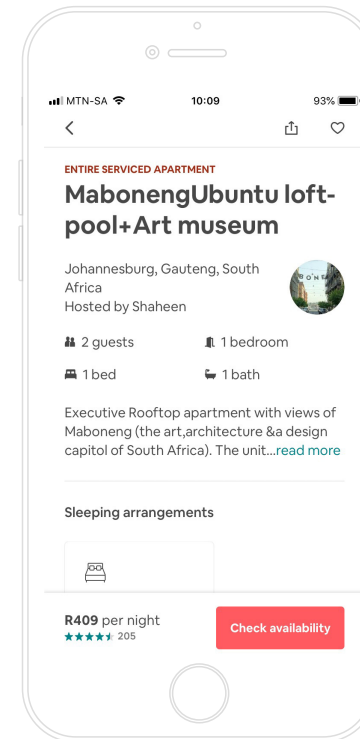 MTN-SA 10:09 93%
ENTIRE SERVICED APARTMENT
MabonengUbuntu loft-
pool+Art museum
Johannesburg, Gauteng, South
Africa
Hosted by Shaheen
2 guests 1 bedroom
1 bed 1 bath
Executive Rooftop apartment with views of
Maboneng (the art,architecture &a design
capitol of South Africa). The unit...read more
Sleeping arrangements
R409 per night
205
Check availability